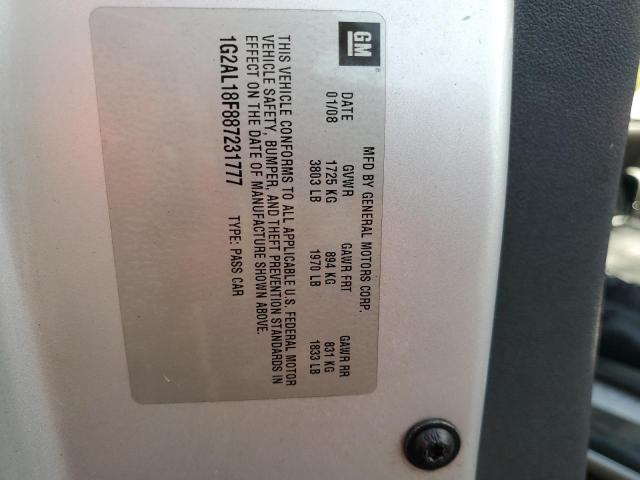 GM
MFD BY GENERAL MOTORS CORP.
DATE GVWR GAWR FRT GAWR RR
01/08 1725 KG 894 KG 831 KG
3803 LB 1970 LB 1833 LB
THIS VEHICLE CONFORMS TO ALL APPLICABLE U.S. FEDERAL MOTOR
VEHICLE SAFETY, BUMPER, AND THEFT PREVENTION STANDARDS IN
EFFECT ON THE DATE OF MANUFACTURE SHOWN ABOVE.
1G2AL18F887231777 TYPE: PASS CAR